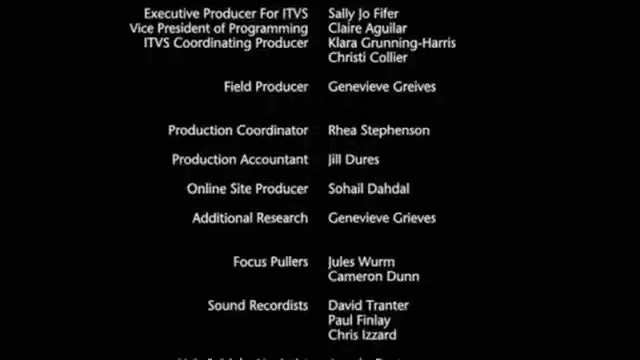 Executive Producer For ITVS Sally Jo Fifer
Vice President of Programming Claire Aguilar
ITVS Coordinating Producer Klara Grunning-Harris
Christi Collier
Field Producer Genevieve Greives
Production Coordinator Rhea Stephenson
Production Accountant Jill Dures
Online Site Producer Sohail Dahdal
Additional Research Genevieve Grieves
Focus Pullers Jules Wurm
Cameron Dunn
Sound Recordists David Tranter
Paul Finlay
Chris Izzard